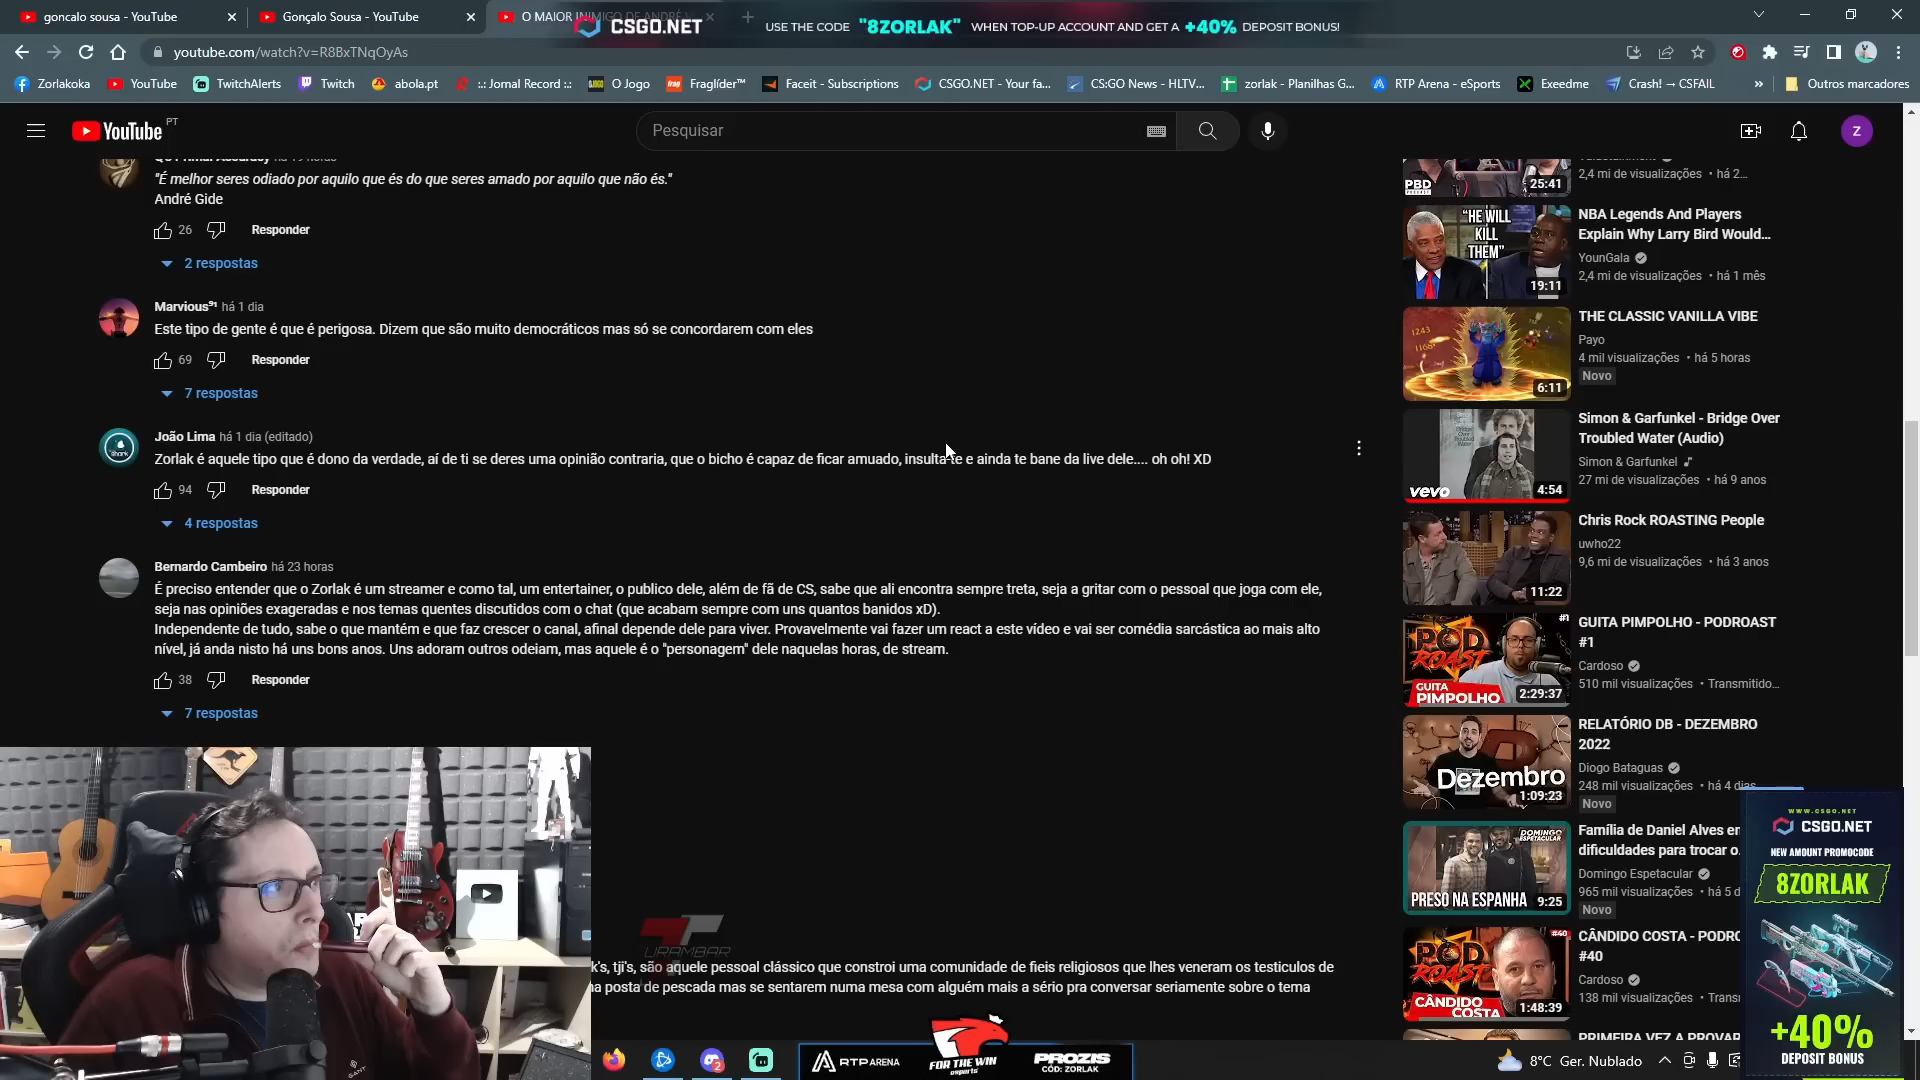 goncalo sousa - YouTube
Gonçalo Sousa - YouTube
O MAIOR INIMIGO DE ANDRÉ
CSGO.NET
USE THE CODE "8ZORLAK" WHEN TOP-UP ACCOUNT AND GET A +40% DEPOSIT BONUS!
youtube.com/watch?v=R8BxTNqOyAs
Zorlakoka
YouTube
TwitchAlerts
Twitch
abola.pt
::: Jornal Record :::
O Jogo
Fraglíder™
Faceit - Subscriptions
CSGO.NET - Your fa...
CS:GO News - HLTV...
zorlak - Planilhas G...
RTP Arena - eSports
Exeedme
Crash! → CSFAIL
»
Outros marcadores
YouTube PT
Pesquisar
Z
"É melhor seres odiado por aquilo que és do que seres amado por aquilo que não és."
André Gide
26
Responder
2 respostas
Marvious⁹¹ há 1 dia
Este tipo de gente é que é perigosa. Dizem que são muito democráticos mas só se concordarem com eles
69
Responder
7 respostas
João Lima há 1 dia (editado)
Zorlak é aquele tipo que é dono da verdade, aí de ti se deres uma opinião contraria, que o bicho é capaz de ficar amuado, insulta-te e ainda te bane da live dele.... oh oh! XD
94
Responder
4 respostas
Bernardo Cambeiro há 23 horas
É preciso entender que o Zorlak é um streamer e como tal, um entertainer, o publico dele, além de fã de CS, sabe que ali encontra sempre treta, seja a gritar com o pessoal que joga com ele,
seja nas opiniões exageradas e nos temas quentes discutidos com o chat (que acabam sempre com uns quantos banidos xD).
Independente de tudo, sabe o que mantém e que faz crescer o canal, afinal depende dele para viver. Provavelmente vai fazer um react a este vídeo e vai ser comédia sarcástica ao mais alto
nível, já anda nisto há uns bons anos. Uns adoram outros odeiam, mas aquele é o "personagem" dele naquelas horas, de stream.
38
Responder
7 respostas
URAMBAR
k's, tji's, são aquele pessoal clássico que constroi uma comunidade de fieis religiosos que lhes veneram os testiculos de
na posta de pescada mas se sentarem numa mesa com alguém mais a sério pra conversar seriamente sobre o tema
PBD
25:41
2,4 mi de visualizações • há 2...
"HE WILL
KILL
THEM"
19:11
NBA Legends And Players
Explain Why Larry Bird Would...
YounGala
2,4 mi de visualizações • há 1 mês
1243
6:11
THE CLASSIC VANILLA VIBE
Payo
4 mil visualizações • há 5 horas
Novo
vevo
4:54
Simon & Garfunkel - Bridge Over
Troubled Water (Audio)
Simon & Garfunkel
27 mi de visualizações • há 9 anos
11:22
Chris Rock ROASTING People
uwho22
9,6 mi de visualizações • há 3 anos
#1
POD
ROAST
GUITA
PIMPOLHO
2:29:37
GUITA PIMPOLHO - PODROAST
#1
Cardoso
510 mil visualizações • Transmitido...
Dezembro
1:09:23
RELATÓRIO DB - DEZEMBRO
2022
Diogo Bataguas
248 mil visualizações • há 4 dias
Novo
DOMINGO
ESPETACULAR
PRESO NA ESPANHA
9:25
Família de Daniel Alves em
dificuldades para trocar o
Domingo Espetacular
965 mil visualizações • há 5 d
Novo
#40
POD
ROAST
CÂNDIDO
COSTA
1:48:39
CÂNDIDO COSTA - PODRO
#40
Cardoso
138 mil visualizações • Transm
PRIMEIRA VEZ A PROVAR
WWW.CSGO.NET
CSGO.NET
NEW AMOUNT PROMOCODE
8ZORLAK
+40%
DEPOSIT BONUS
2
RTP ARENA
FOR THE WIN
esports
PROZIS
CÓD: ZORLAK
8°C Ger. Nublado